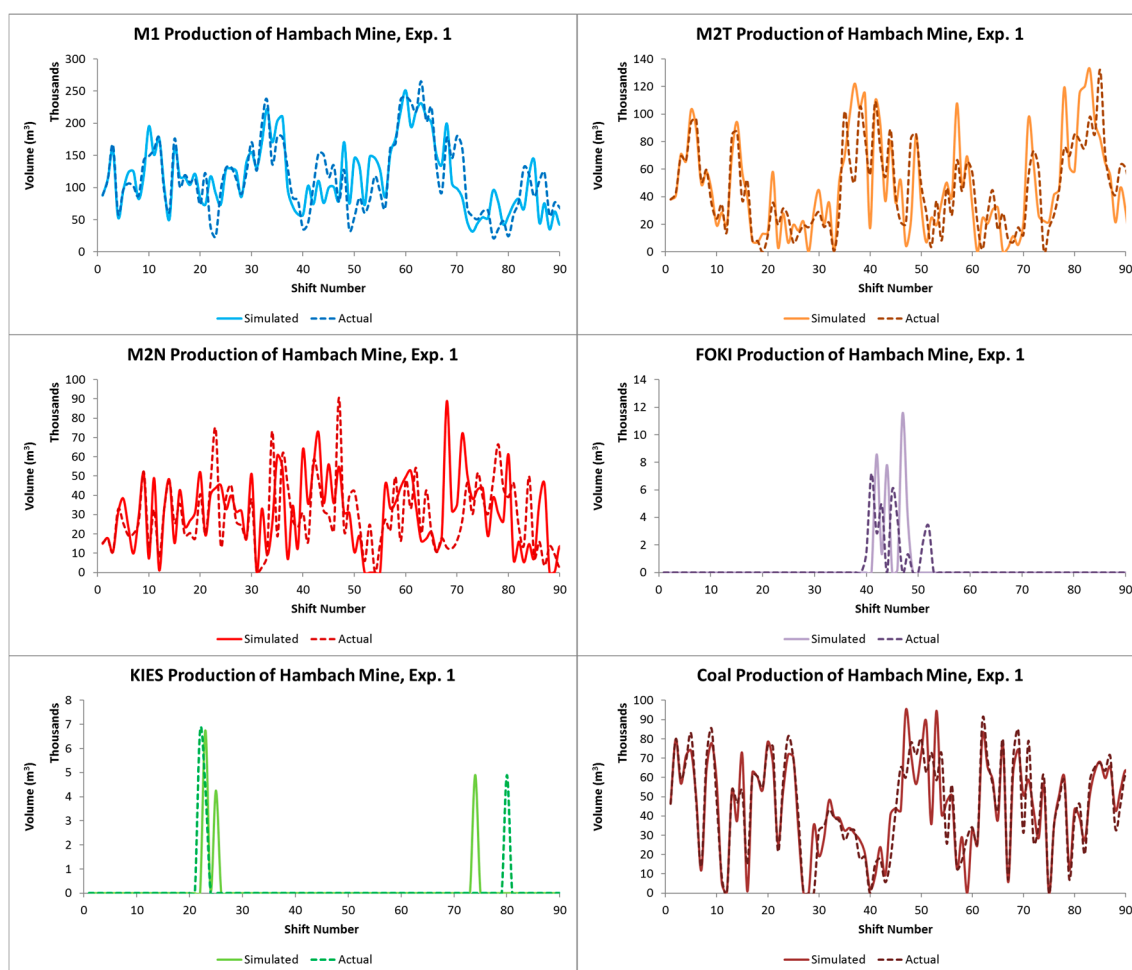 M1 Production of Hambach Mine, Exp. 1
Thousands
Volume (m³)
300
250
200
150
100
50
0
0 10 20 30 40 50 60 70 80 90
Shift Number
Simulated Actual
M2T Production of Hambach Mine, Exp. 1
Thousands
Volume (m³)
140
120
100
80
60
40
20
0
0 10 20 30 40 50 60 70 80 90
Shift Number
Simulated Actual
M2N Production of Hambach Mine, Exp. 1
Thousands
Volume (m³)
100
90
80
70
60
50
40
30
20
10
0
0 10 20 30 40 50 60 70 80 90
Shift Number
Simulated Actual
FOKI Production of Hambach Mine, Exp. 1
Thousands
Volume (m³)
14
12
10
8
6
4
2
0
0 10 20 30 40 50 60 70 80 90
Shift Number
Simulated Actual
KIES Production of Hambach Mine, Exp. 1
Thousands
Volume (m³)
8
7
6
5
4
3
2
1
0
0 10 20 30 40 50 60 70 80 90
Shift Number
Simulated Actual
Coal Production of Hambach Mine, Exp. 1
Thousands
Volume (m³)
100
90
80
70
60
50
40
30
20
10
0
0 10 20 30 40 50 60 70 80 90
Shift Number
Simulated Actual